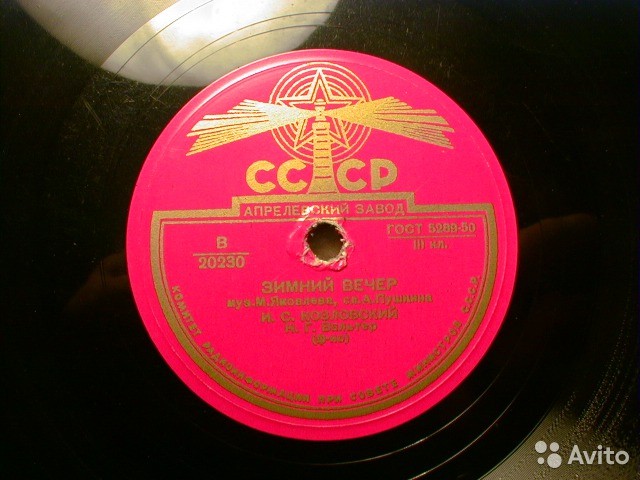 СССР
АПРЕЛЕВСКИЙ ЗАВОД
В
20230
ГОСТ 5289-50
III кл.
ЗИМНИЙ ВЕЧЕР
муз. М. Яковлева, сл. А. Пушкина
И. С. КОЗЛОВСКИЙ
(ф-но)
КОМИТЕТ РАДИОИНФОРМАЦИИ ПРИ СОВЕТЕ МИНИСТРОВ СССР.
Avito